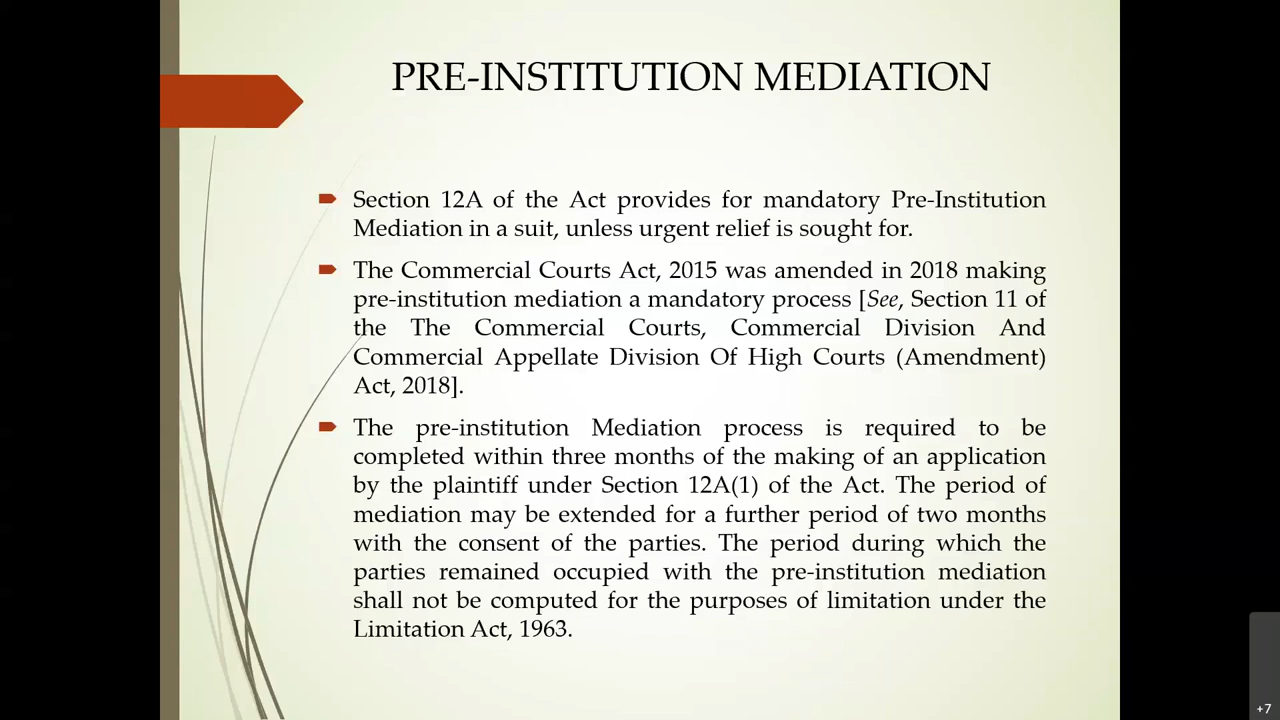 PRE-INSTITUTION MEDIATION
Section 12A of the Act provides for mandatory Pre-Institution
Mediation in a suit, unless urgent relief is sought for.
The Commercial Courts Act, 2015 was amended in 2018 making
pre-institution mediation a mandatory process [See, Section 11 of
the The Commercial Courts, Commercial Division And
Commercial Appellate Division Of High Courts (Amendment)
Act, 2018].
The pre-institution Mediation process is required to be
completed within three months of the making of an application
by the plaintiff under Section 12A(1) of the Act. The period of
mediation may be extended for a further period of two months
with the consent of the parties. The period during which the
parties remained occupied with the pre-institution mediation
shall not be computed for the purposes of limitation under the
Limitation Act, 1963.
+7